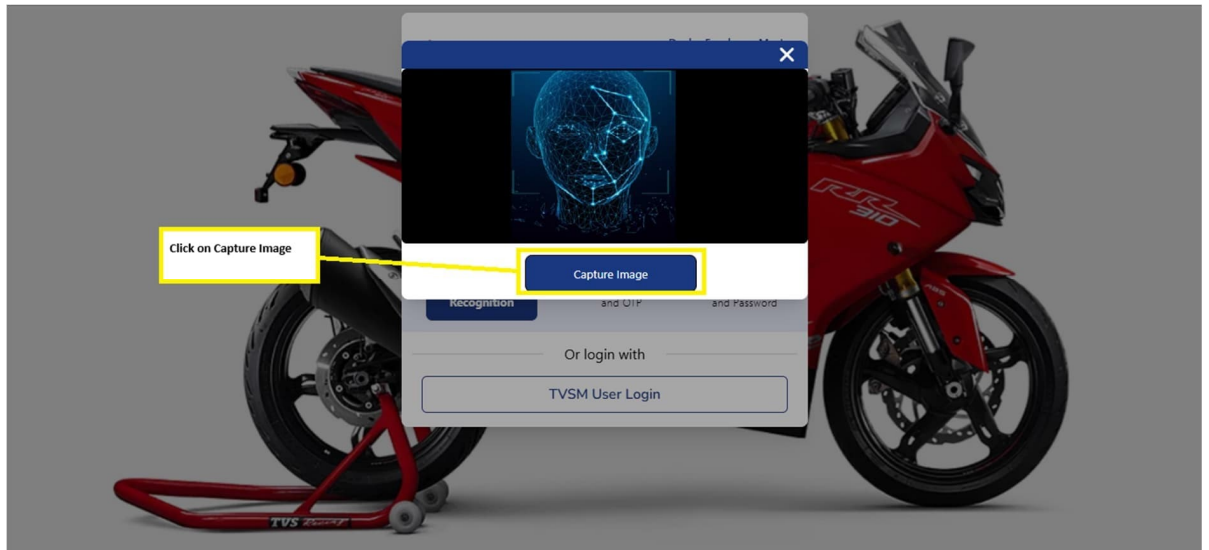 Click on Capture Image
Capture Image
Recognition
and OTP
and Password
Or login with
TVSM User Login
RR
310
ABS
TVS Racing